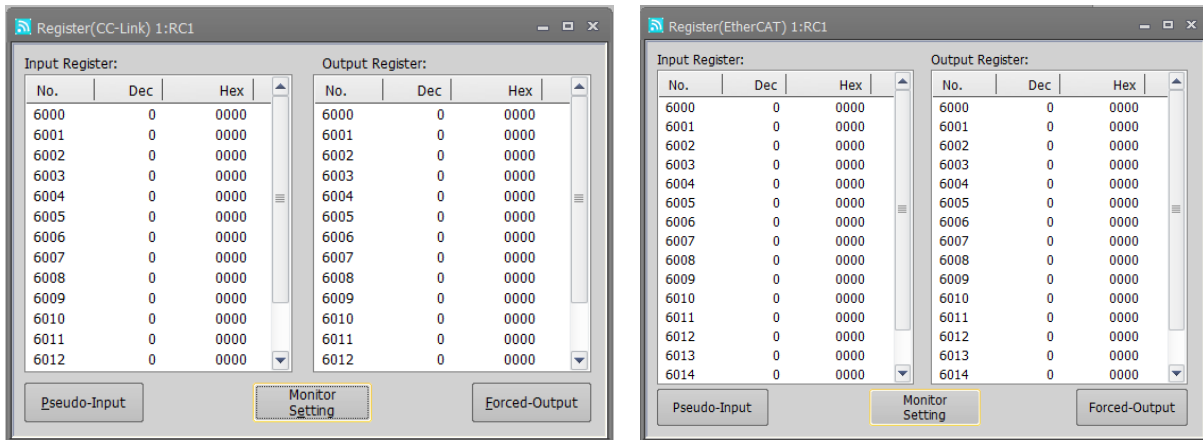 Register(CC-Link) 1:RC1
Input Register: Output Register:
No. Dec Hex No. Dec Hex
6000 0 0000 6000 0 0000
6001 0 0000 6001 0 0000
6002 0 0000 6002 0 0000
6003 0 0000 6003 0 0000
6004 0 0000 6004 0 0000
6005 0 0000 6005 0 0000
6006 0 0000 6006 0 0000
6007 0 0000 6007 0 0000
6008 0 0000 6008 0 0000
6009 0 0000 6009 0 0000
6010 0 0000 6010 0 0000
6011 0 0000 6011 0 0000
6012 0 0000 6012 0 0000
Pseudo-Input
Monitor
Setting
Forced-Output
Register(EtherCAT) 1:RC1
Input Register: Output Register:
No. Dec Hex No. Dec Hex
6000 0 0000 6000 0 0000
6001 0 0000 6001 0 0000
6002 0 0000 6002 0 0000
6003 0 0000 6003 0 0000
6004 0 0000 6004 0 0000
6005 0 0000 6005 0 0000
6006 0 0000 6006 0 0000
6007 0 0000 6007 0 0000
6008 0 0000 6008 0 0000
6009 0 0000 6009 0 0000
6010 0 0000 6010 0 0000
6011 0 0000 6011 0 0000
6012 0 0000 6012 0 0000
6013 0 0000 6013 0 0000
6014 0 0000 6014 0 0000
Pseudo-Input
Monitor
Setting
Forced-Output